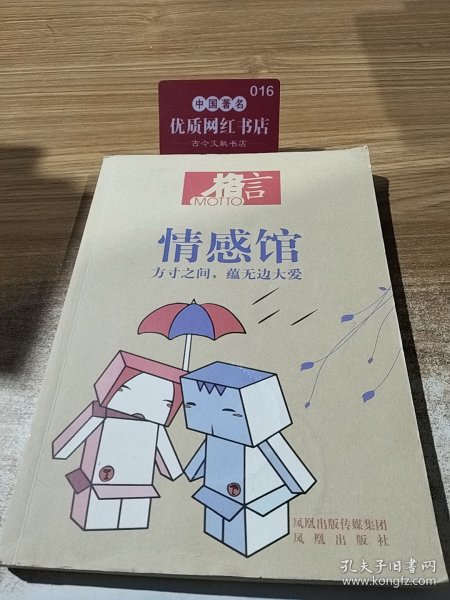 016
中国著名
优质网红书店
古今文献书店
格言
MOTTO
情感馆
方寸之间，蕴无边大爱
凤凰出版传媒集团
凤凰出版社
孔夫子旧书网
www.kongfz.com